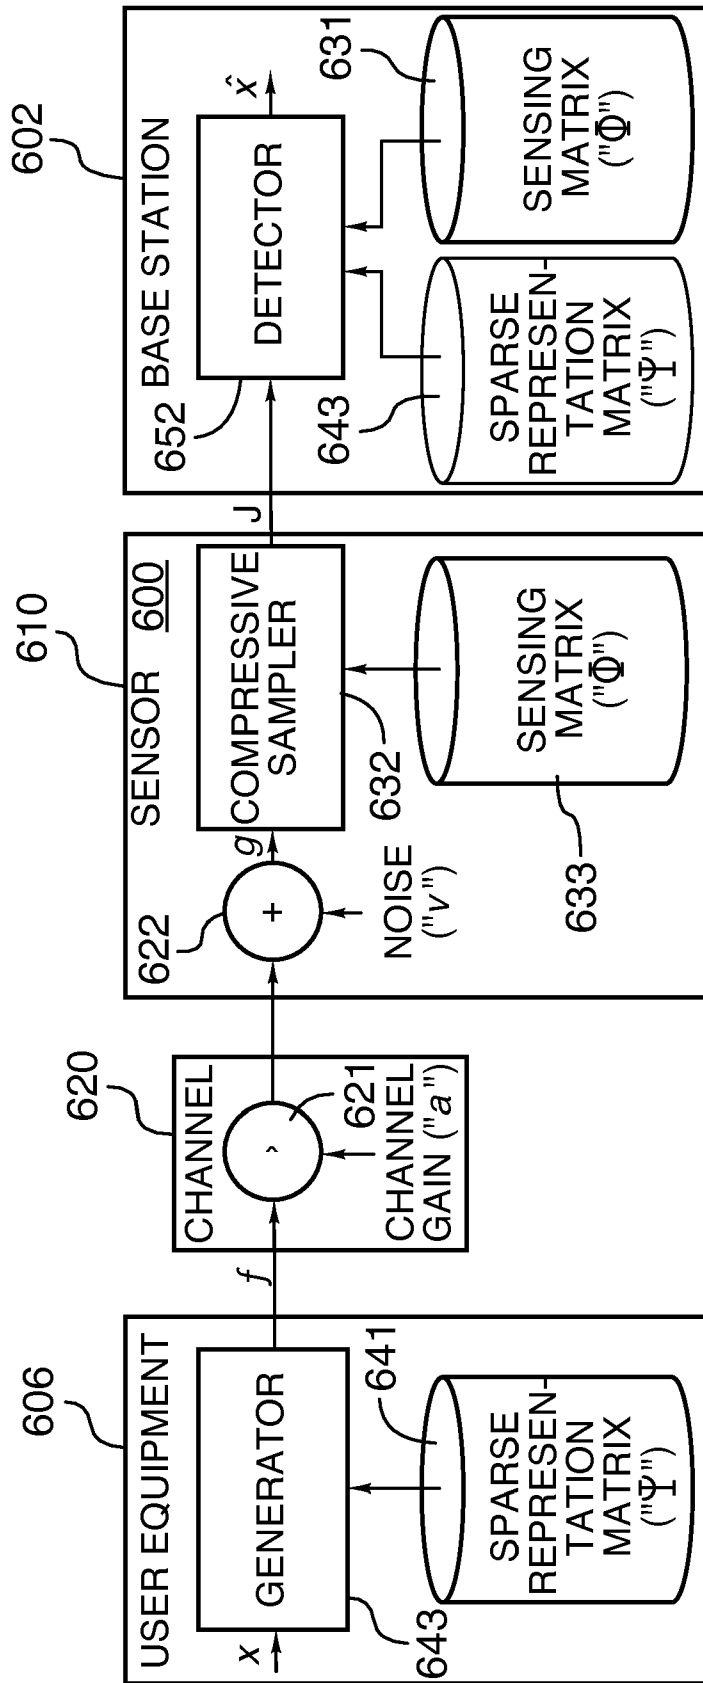 606
USER EQUIPMENT
x
GENERATOR
643
641
SPARSE
REPRESEN-
TATION
MATRIX
("Ψ")
f
620
CHANNEL
^
621
CHANNEL
GAIN ("a")
610
SENSOR 600
622
+
g
NOISE
("v")
COMPRESSIVE
SAMPLER
632
SENSING
MATRIX
("Φ")
633
J
602
BASE STATION
652
DETECTOR
x̂
643
SPARSE
REPRESEN-
TATION
MATRIX
("Ψ")
631
SENSING
MATRIX
("Φ")